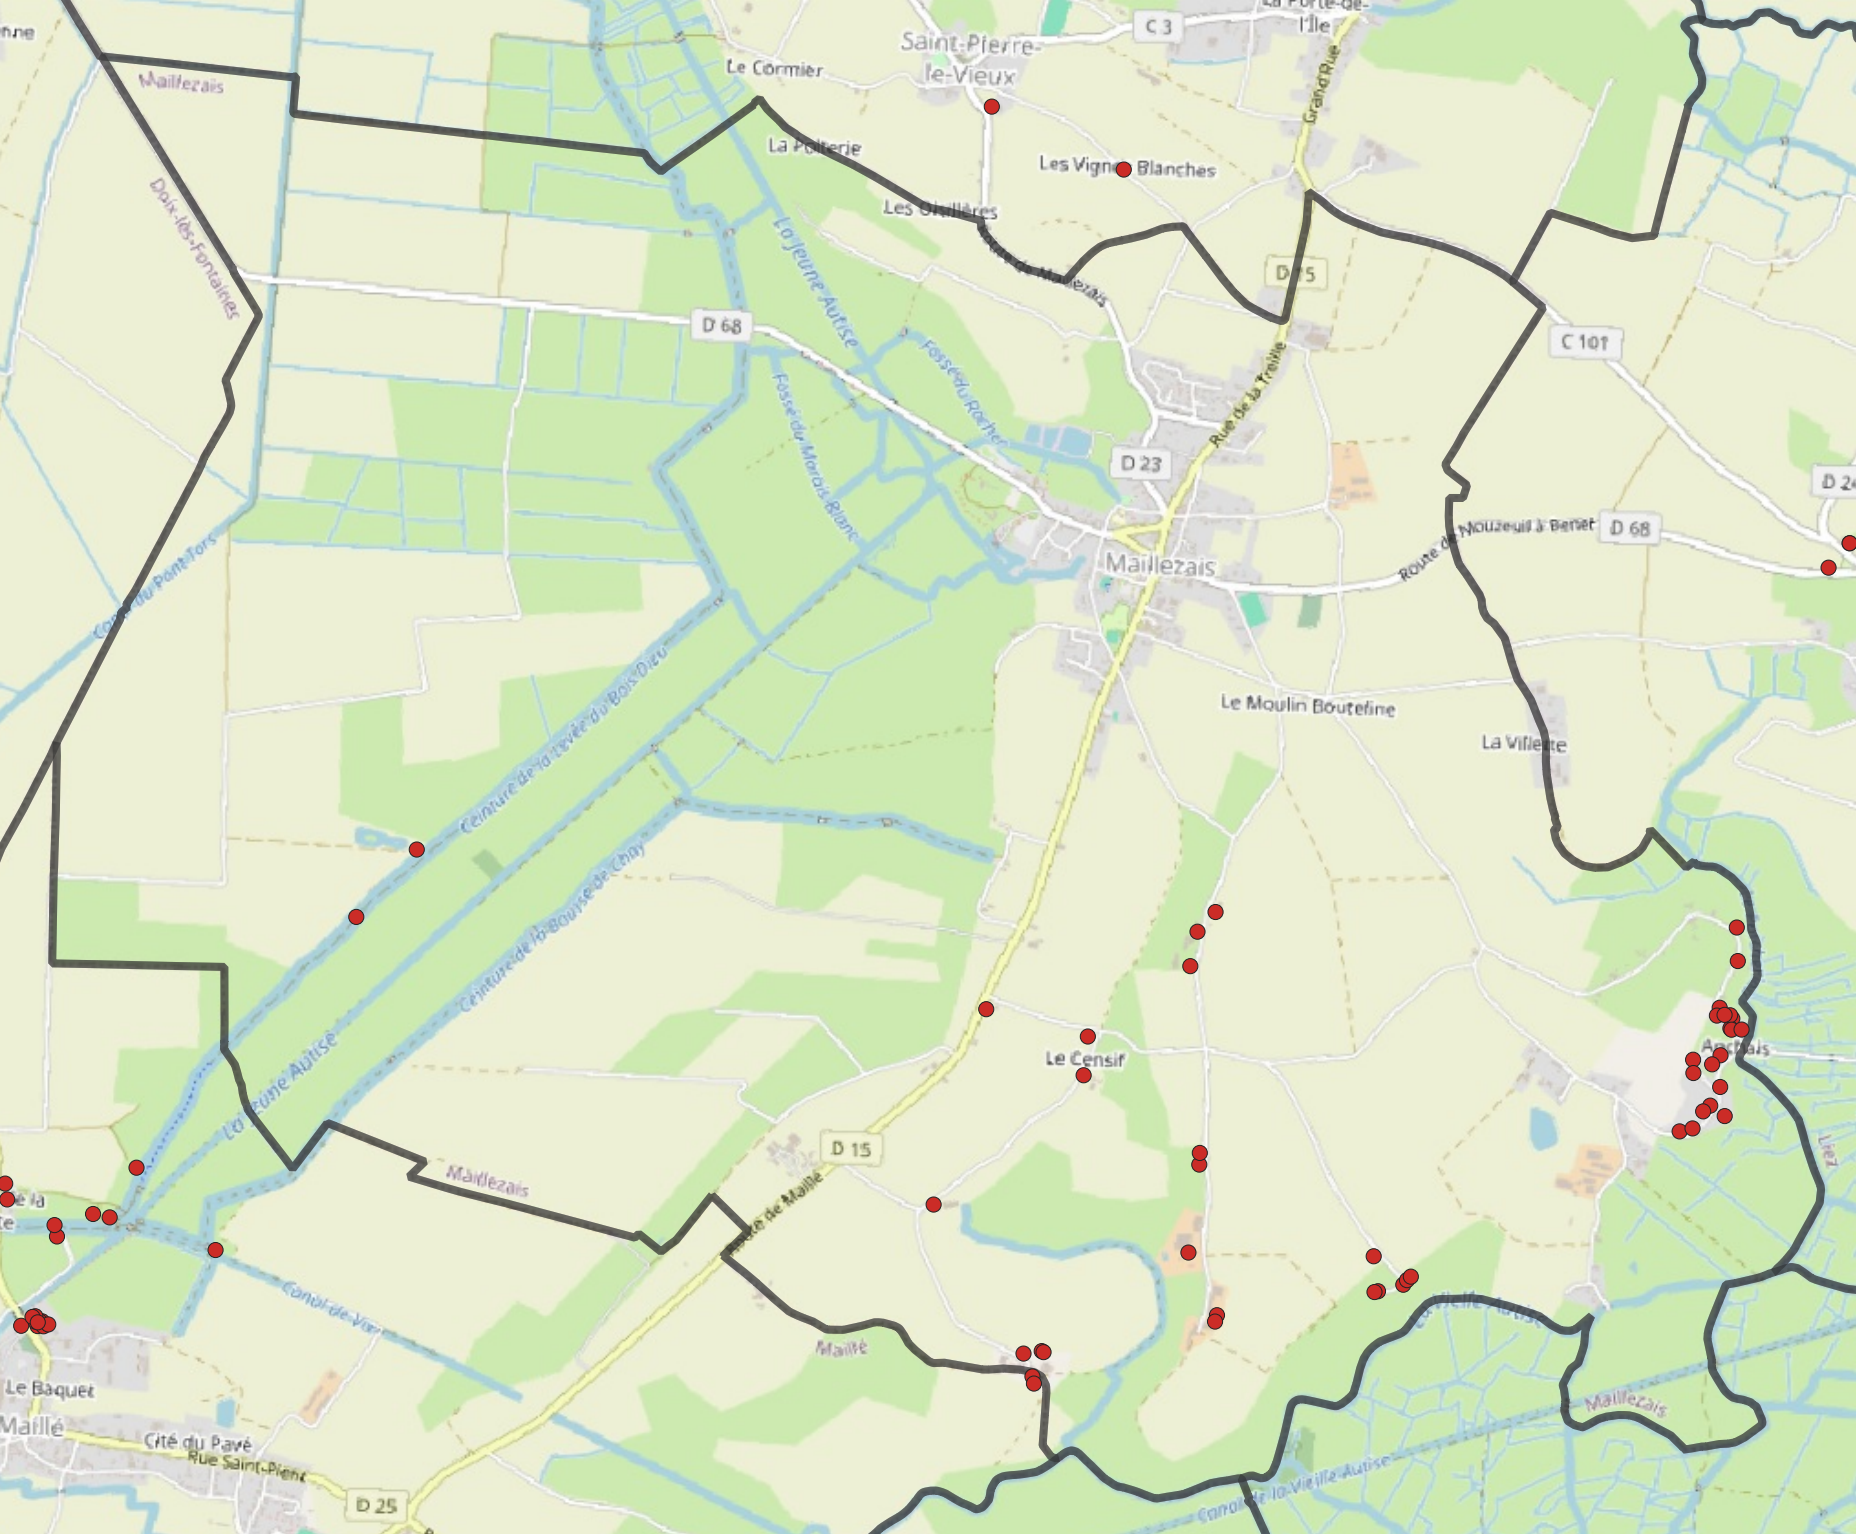 C 3
Saint-Pierre-
le-Vieux
l'Île
Grand Rue
Le Cormier
Maillezais
La Poiterie
Les Vignes Blanches
Doix-lès-Fontaines
Les Ouillères
Route de Maillezais
La Jeune Autise
D 15
D 68
C 101
Fossé du Rocher
Rue de la Treille
Fossé du Marais Blanc
D 23
D 24
Route de Nouzeuil à Benet
D 68
Maillezais
Canal du Pont Tors
Le Moulin Boutefine
La Villette
Ceinture de la Levée du Bois Dieu
Ceinture de la Bourse de Chay
La Jeune Autise
Le Censif
Anchais
D 15
Lirez
Maillezais
Route de Maillé
Canal de Vix
La Vieille Autise
Maillé
Le Baquet
Maillezais
Maillé
Cité du Pavé
Rue Saint-Pient
Canal de la Vieille Autise
D 25